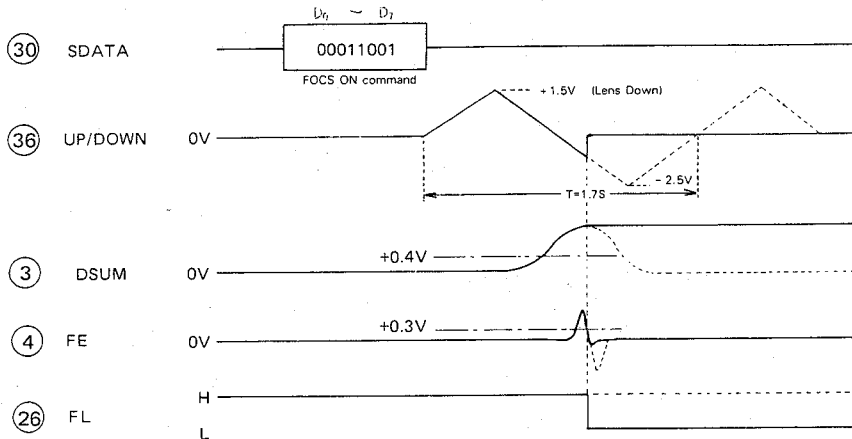 D0 ~ D7
30 SDATA 00011001
FOCS ON command
+1.5V (Lens Down)
36 UP/DOWN 0V
-2.5V
T=1.7S
+0.4V
3 DSUM 0V
+0.3V
4 FE 0V
H
26 FL
L